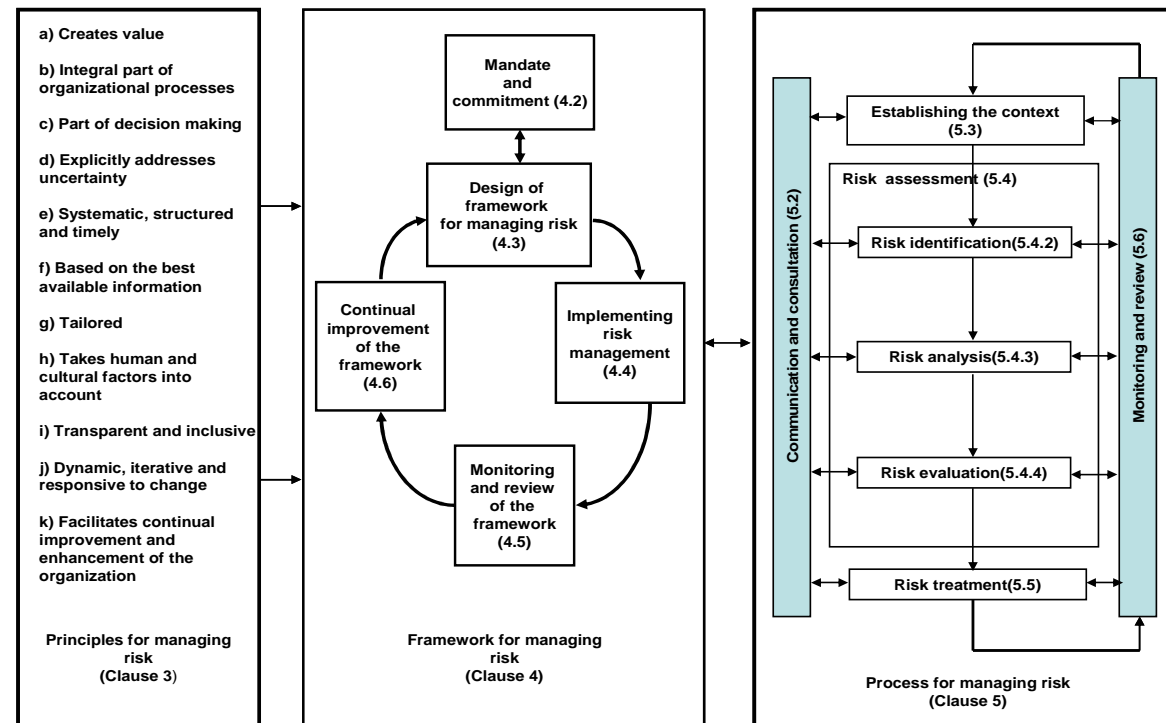 a) Creates value
b) Integral part of
organizational processes
c) Part of decision making
d) Explicitly addresses
uncertainty
e) Systematic, structured
and timely
f) Based on the best
available information
g) Tailored
h) Takes human and
cultural factors into
account
i) Transparent and inclusive
j) Dynamic, iterative and
responsive to change
k) Facilitates continual
improvement and
enhancement of the
organization
Principles for managing
risk
(Clause 3)
Mandate
and
commitment (4.2)
Design of
framework
for managing risk
(4.3)
Continual
improvement
of the
framework
(4.6)
Implementing
risk
management
(4.4)
Monitoring
and review
of the
framework
(4.5)
Framework for managing
risk
(Clause 4)
Communication and consultation (5.2)
Establishing the context
(5.3)
Risk assessment (5.4)
Risk identification(5.4.2)
Risk analysis(5.4.3)
Risk evaluation(5.4.4)
Risk treatment(5.5)
Monitoring and review (5.6)
Process for managing risk
(Clause 5)